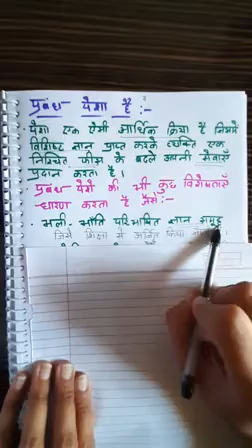 प्रबंध पेशा है :-
• पेशा एक ऐसी आर्थिक क्रिया है जिसमें
विशिष्ट ज्ञान प्राप्त करके व्यक्ति एक
निश्चित फीस के बदले अपनी सेवाएँ
प्रदान करता है।
• प्रबंध पेशे की भी कुछ विशेषताएँ
धारण करता है जैसे:-
• भली-भाँति परिभाषित ज्ञान समूह
जिसे शिक्षा से अर्जित किया